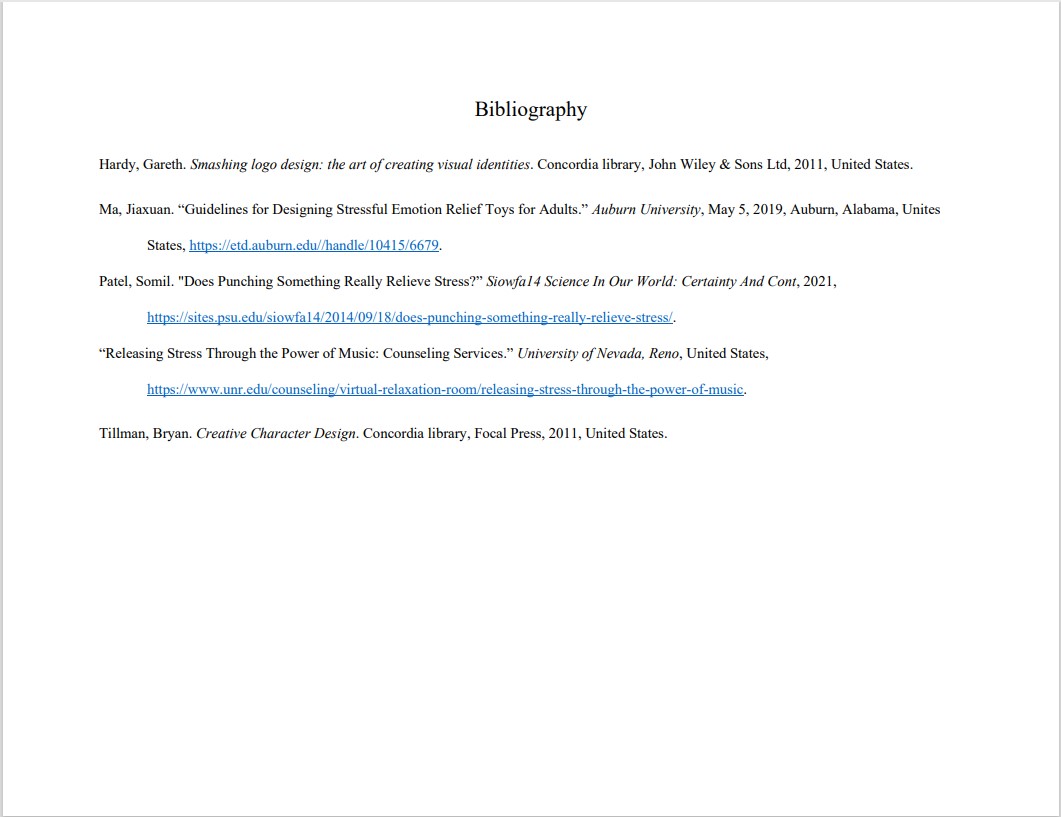 Bibliography
Hardy, Gareth. Smashing logo design: the art of creating visual identities. Concordia library, John Wiley & Sons Ltd, 2011, United States.
Ma, Jiaxuan. “Guidelines for Designing Stressful Emotion Relief Toys for Adults.” Auburn University, May 5, 2019, Auburn, Alabama, Unites
States, https://etd.auburn.edu//handle/10415/6679.
Patel, Somil. "Does Punching Something Really Relieve Stress?” Siowfa14 Science In Our World: Certainty And Cont, 2021,
https://sites.psu.edu/siowfa14/2014/09/18/does-punching-something-really-relieve-stress/.
“Releasing Stress Through the Power of Music: Counseling Services.” University of Nevada, Reno, United States,
https://www.unr.edu/counseling/virtual-relaxation-room/releasing-stress-through-the-power-of-music.
Tillman, Bryan. Creative Character Design. Concordia library, Focal Press, 2011, United States.